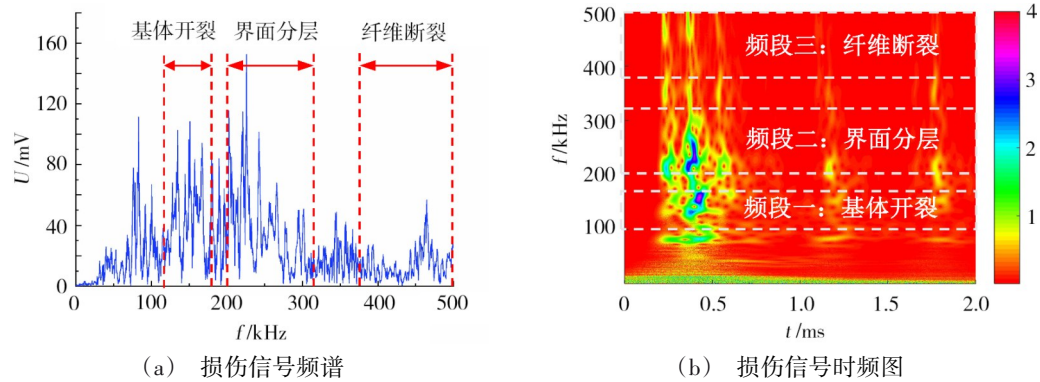 基体开裂 界面分层 纤维断裂
160
120
80
40
0
U/mV
0 100 200 300 400 500
f/kHz
(a) 损伤信号频谱
500
400
300
200
100
0
f/kHz
频段三：纤维断裂
频段二：界面分层
频段一：基体开裂
0 0.5 1.0 1.5 2.0
t/ms
4
3
2
1
(b) 损伤信号时频图